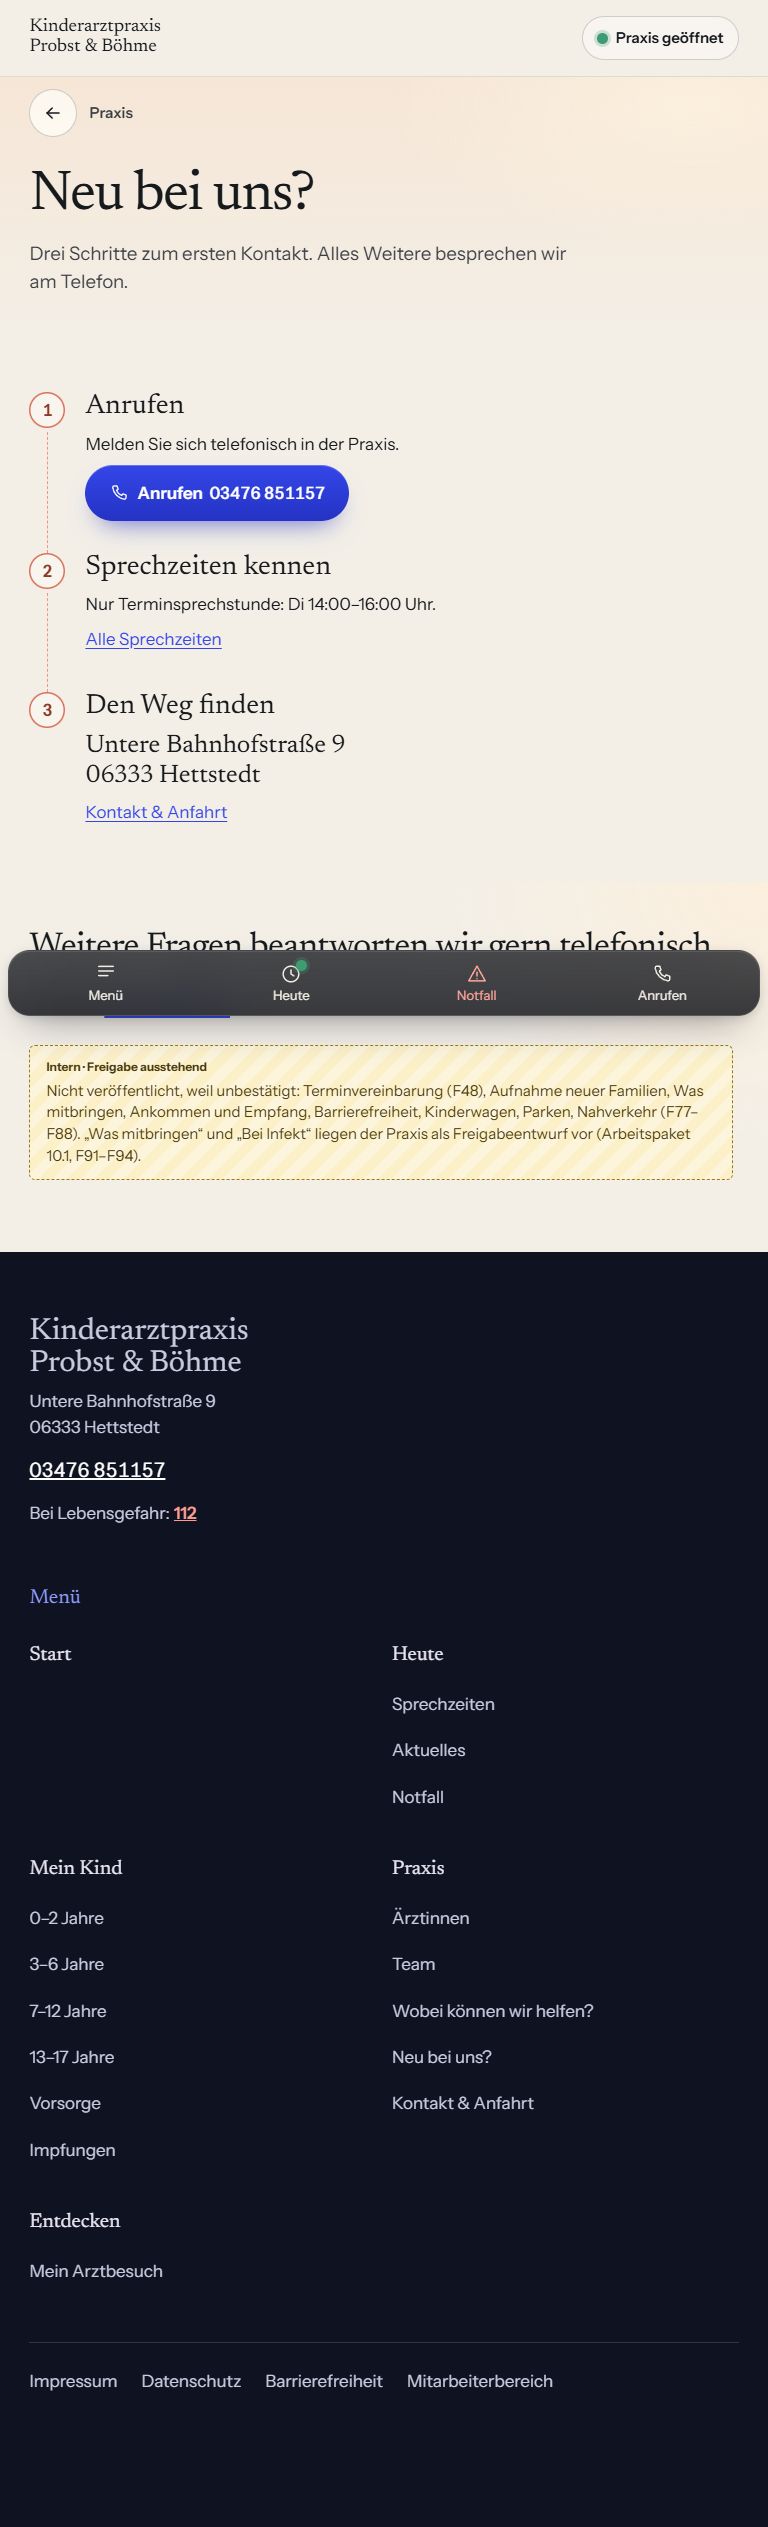 Kinderarztpraxis
Probst & Böhme
Praxis geöffnet
Praxis
Neu bei uns?
Drei Schritte zum ersten Kontakt. Alles Weitere besprechen wir
am Telefon.
1
Anrufen
Melden Sie sich telefonisch in der Praxis.
Anrufen 03476 851157
2
Sprechzeiten kennen
Nur Terminsprechstunde: Di 14:00–16:00 Uhr.
Alle Sprechzeiten
3
Den Weg finden
Untere Bahnhofstraße 9
06333 Hettstedt
Kontakt & Anfahrt
Weitere Fragen beantworten wir gern telefonisch
Menü
Heute
Notfall
Anrufen
Intern · Freigabe ausstehend
Nicht veröffentlicht, weil unbestätigt: Terminvereinbarung (F48), Aufnahme neuer Familien, Was
mitbringen, Ankommen und Empfang, Barrierefreiheit, Kinderwagen, Parken, Nahverkehr (F77–
F88). „Was mitbringen“ und „Bei Infekt“ liegen der Praxis als Freigabeentwurf vor (Arbeitspaket
10.1, F91–F94).
Kinderarztpraxis
Probst & Böhme
Untere Bahnhofstraße 9
06333 Hettstedt
03476 851157
Bei Lebensgefahr: 112
Menü
Start
Heute
Sprechzeiten
Aktuelles
Notfall
Mein Kind
0–2 Jahre
3–6 Jahre
7–12 Jahre
13–17 Jahre
Vorsorge
Impfungen
Praxis
Ärztinnen
Team
Wobei können wir helfen?
Neu bei uns?
Kontakt & Anfahrt
Entdecken
Mein Arztbesuch
Impressum
Datenschutz
Barrierefreiheit
Mitarbeiterbereich